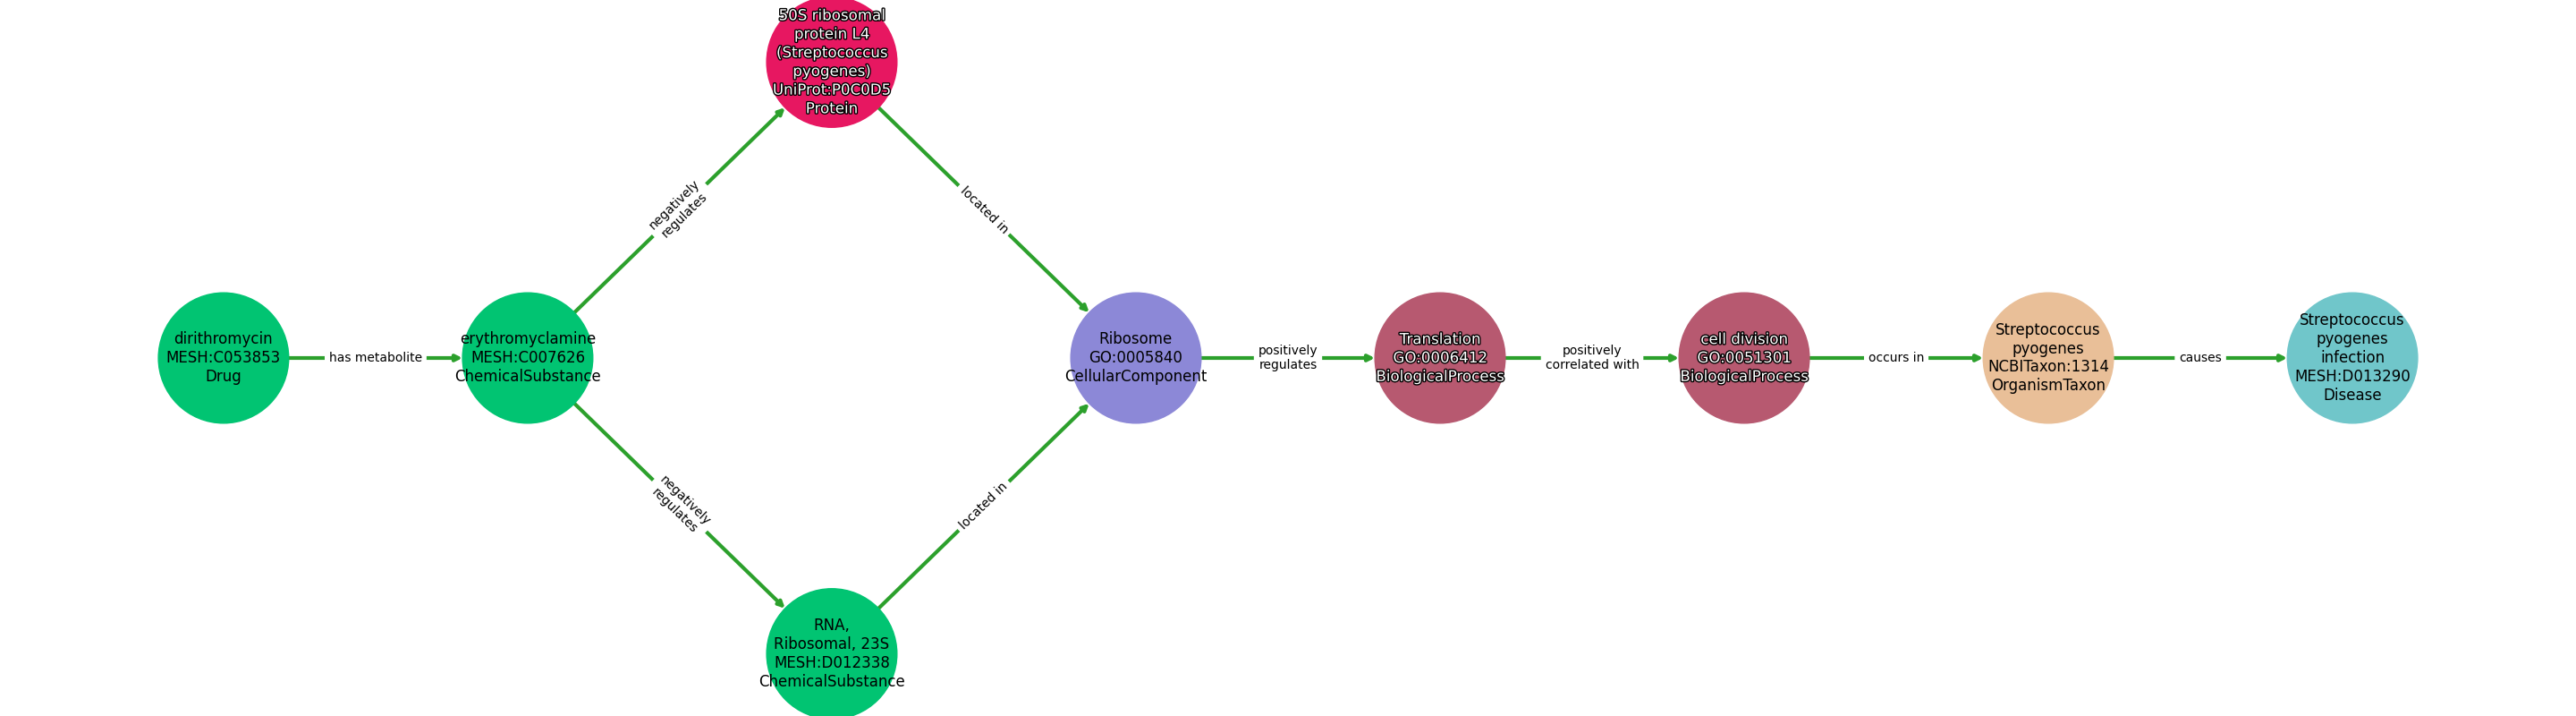 50S ribosomal
protein L4
(Streptococcus
pyogenes)
UniProt:P0C0D5
Protein
negatively
regulates
located in
dirithromycin
MESH:C053853
Drug
has metabolite
erythromyclamine
MESH:C007626
ChemicalSubstance
Ribosome
GO:0005840
CellularComponent
positively
regulates
Translation
GO:0006412
BiologicalProcess
positively
correlated with
cell division
GO:0051301
BiologicalProcess
occurs in
Streptococcus
pyogenes
NCBITaxon:1314
OrganismTaxon
causes
Streptococcus
pyogenes
infection
MESH:D013290
Disease
negatively
regulates
located in
RNA,
Ribosomal, 23S
MESH:D012338
ChemicalSubstance